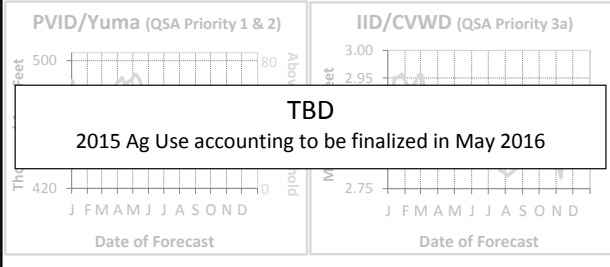 PVID/Yuma (QSA Priority 1 & 2)
IID/CVWD (QSA Priority 3a)
500
80
3.00
2.95
TBD
2015 Ag Use accounting to be finalized in May 2016
420
0
2.75
J F M A M J J A S O N D
J F M A M J J A S O N D
Date of Forecast
Date of Forecast